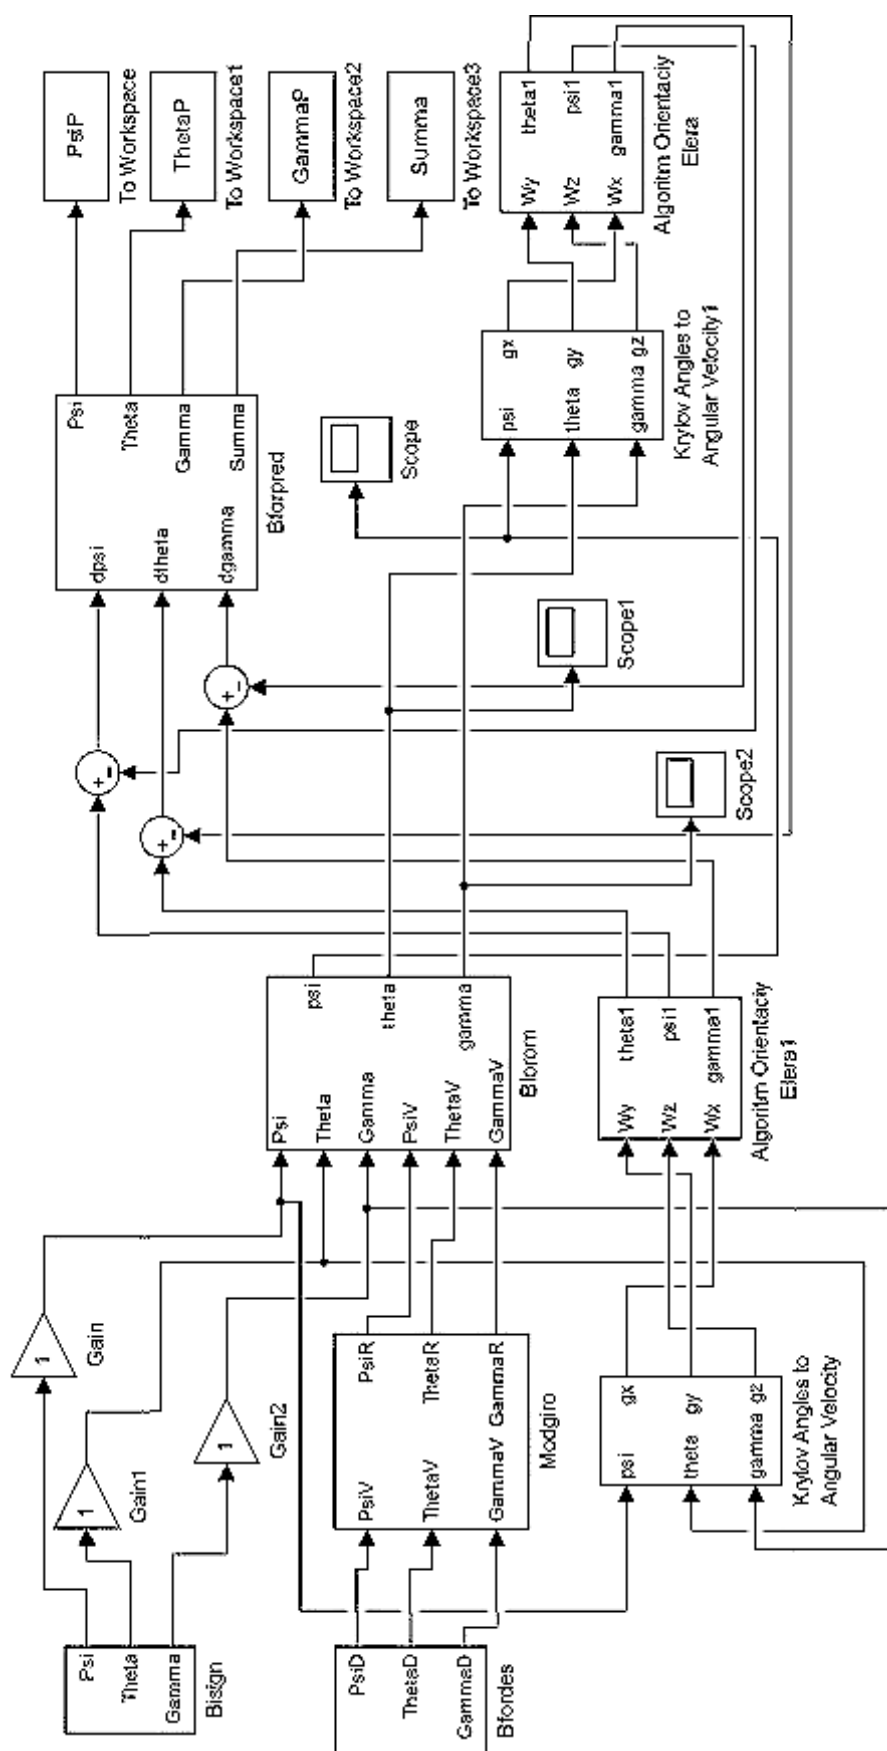 Psi
Theta
Gamma
Bisign
1
Gain
1
Gain1
1
Gain2
PsiD
ThetaD
GammaD
Bfordes
PsiV
PsiR
ThetaV
ThetaR
GammaV GammaR
Modgiro
Psi
Theta
Gamma
PsiV
ThetaV
GammaV
psi
theta
gamma
Blorom
psi
gx
theta
gy
gamma gz
Krylov Angles to
Angular Velocity
Wy
theta1
Wz
psi1
Wx
gamma1
Algoritm Orientaciy
Elera1
+
-
+
-
+
-
dpsi
Psi
dtheta
Theta
dgamma
Gamma
Summa
Bforpred
PsiP
To Workspace
ThetaP
To Workspace1
GammaP
To Workspace2
Summa
To Workspace3
Scope
Scope1
Scope2
psi
gx
theta
gy
gamma gz
Krylov Angles to
Angular Velocity1
Wy
theta1
Wz
psi1
Wx
gamma1
Algoritm Orientaciy
Elera